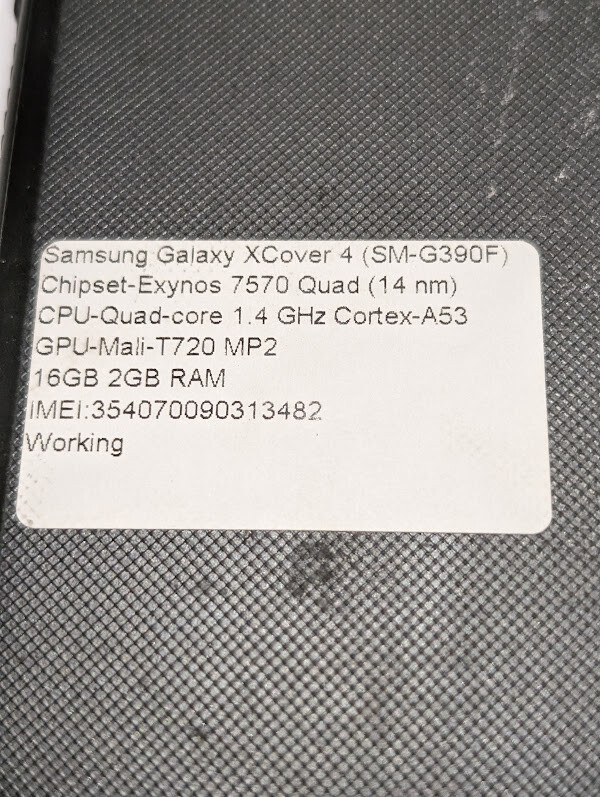 Samsung Galaxy XCover 4 (SM-G390F)
Chipset-Exynos 7570 Quad (14 nm)
CPU-Quad-core 1.4 GHz Cortex-A53
GPU-Mali-T720 MP2
16GB 2GB RAM
IMEI:354070090313482
Working